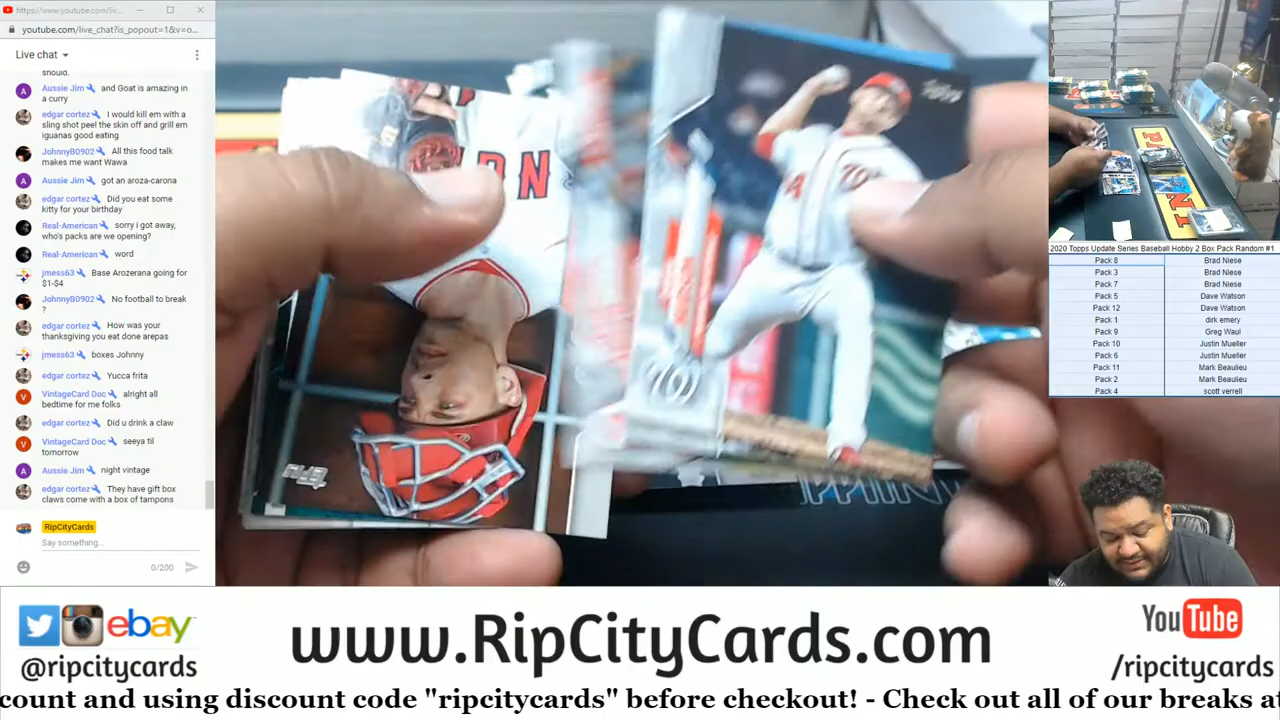 https://www.youtube.com/liv...
youtube.com/live_chat?is_popout=1&v=o...
Live chat
should.
Aussie Jim and Goat is amazing in
a curry
edgar cortez I would kill em with a
sling shot peel the skin off and grill em
iguanas good eating
JohnnyB0902 All this food talk
makes me want Wawa
Aussie Jim got an aroza-carona
edgar cortez Did you eat some
kitty for your birthday
Real-American sorry i got away,
who's packs are we opening?
Real-American word
jmess63 Base Arozerana going for
$1-$4
JohnnyB0902 No football to break
?
edgar cortez How was your
thanksgiving you eat done arepas
jmess63 boxes Johnny
edgar cortez Yucca frita
VintageCard Doc alright all
bedtime for me folks
edgar cortez Did u drink a claw
VintageCard Doc seeya til
tomorrow
Aussie Jim night vintage
edgar cortez They have gift box
claws come with a box of tampons
RipCityCards
Say something...
0/200
topps
2020 Topps Update Series Baseball Hobby 2 Box Pack Random #1
Pack 8 Brad Niese
Pack 3 Brad Niese
Pack 7 Brad Niese
Pack 5 Dave Watson
Pack 12 Dave Watson
Pack 1 dirk emery
Pack 9 Greg Waul
Pack 10 Justin Mueller
Pack 6 Justin Mueller
Pack 11 Mark Beaulieu
Pack 2 Mark Beaulieu
Pack 4 scott verrell
ebay
@ripcitycards
www.RipCityCards.com
YouTube
/ripcitycards
count and using discount code "ripcitycards" before checkout! - Check out all of our breaks a